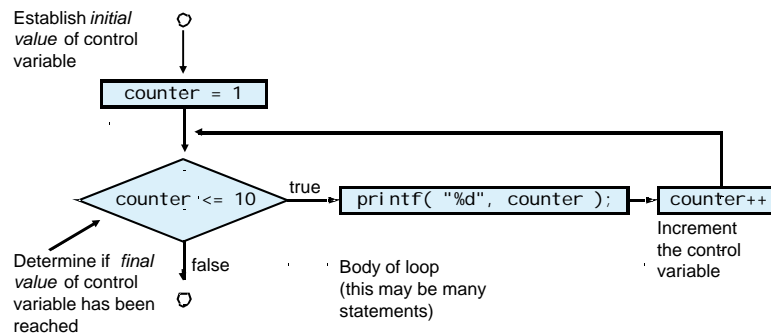 Establish initial
value of control
variable
counter = 1
counter <= 10
true
printf( "%d", counter );
counter++
false
Determine if final
value of control
variable has been
reached
Body of loop
(this may be many
statements)
Increment
the control
variable